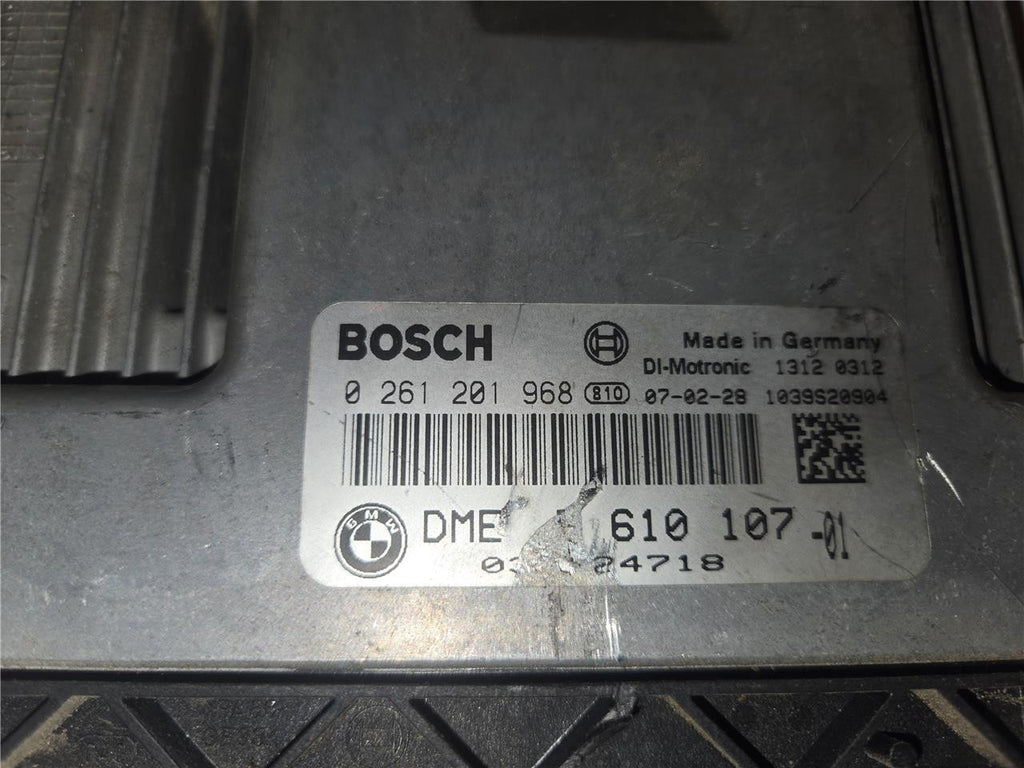 BOSCH
Made in Germany
DI-Motronic 1312 0312
0 261 201 968 810 07-02-28 1039S20904
BMW
DME 610 107 -01